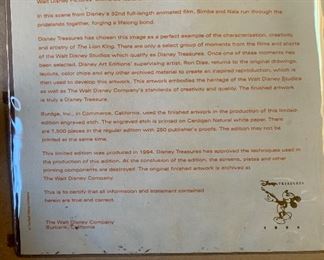 In this scene from Disney's 32nd full-length animated film, Simba and Nala run through the
pridelands together, forging a lifelong bond.
Disney Treasures has chosen this image as a perfect example of the characterization, creativity
and artistry of The Lion King. There are only a select group of moments from the films and shorts
of the Walt Disney Studios which qualify as Disney Treasures. Once one of these moments has
been selected, Disney Art Editions' supervising artist, Ron Dias, returns to the original drawings,
layouts, color chips and any other archived material to create an inspired reproduction, which is
then used to develop this artwork. This artwork embodies the heritage of the Walt Disney Studios
as well as The Walt Disney Company's standards of creativity and quality. The finished artwork
is truly a Disney Treasure.
Inc., in Commerce, California, used the finished artwork in the production of this limited-
edition engraved etch. The engraved etch is printed on Cardigan Natural white paper. There
are 1,500 pieces in the regular edition with 250 publisher's proofs. The edition may not be
printed at the same time.
This limited edition was produced in 1994. Disney Treasures has approved the techniques used in
the production of this edition. At the conclusion of the edition, the screens, plates and other
printing components are destroyed. The original finished artwork is archived at
The Walt Disney Company.
This is to certify that all information and statement contained
herein are true and correct.
The Walt Disney Company
Burbank, California
Disney TREASURES
1994